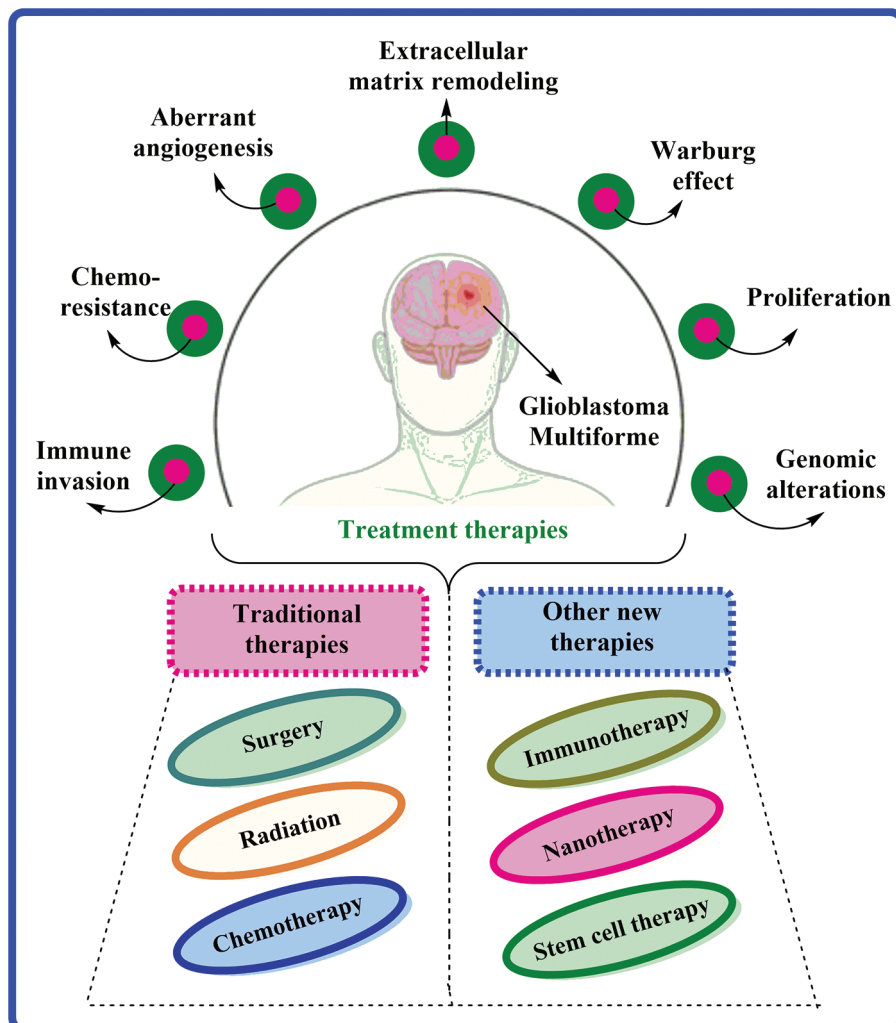 Extracellular
matrix remodeling
Aberrant
angiogenesis
Warburg
effect
Chemo-
resistance
Proliferation
Glioblastoma
Multiforme
Immune
invasion
Genomic
alterations
Treatment therapies
Traditional
therapies
Other new
therapies
Surgery
Radiation
Chemotherapy
Immunotherapy
Nanotherapy
Stem cell therapy